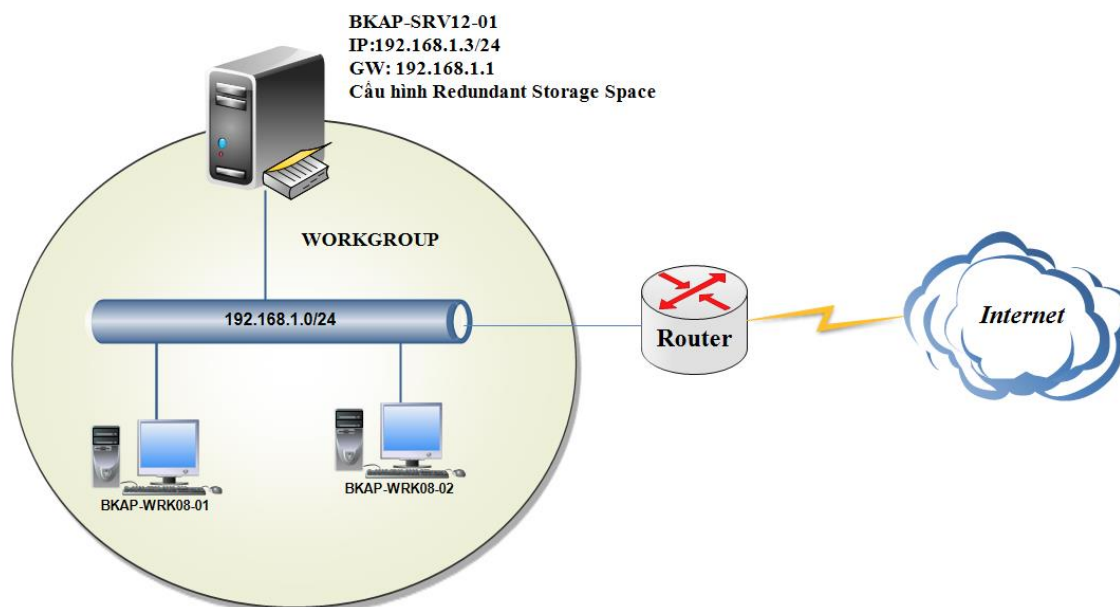 BKAP-SRV12-01
IP:192.168.1.3/24
GW: 192.168.1.1
Cấu hình Redundant Storage Space
WORKGROUP
192.168.1.0/24
Router
Internet
BKAP-WRK08-01
BKAP-WRK08-02